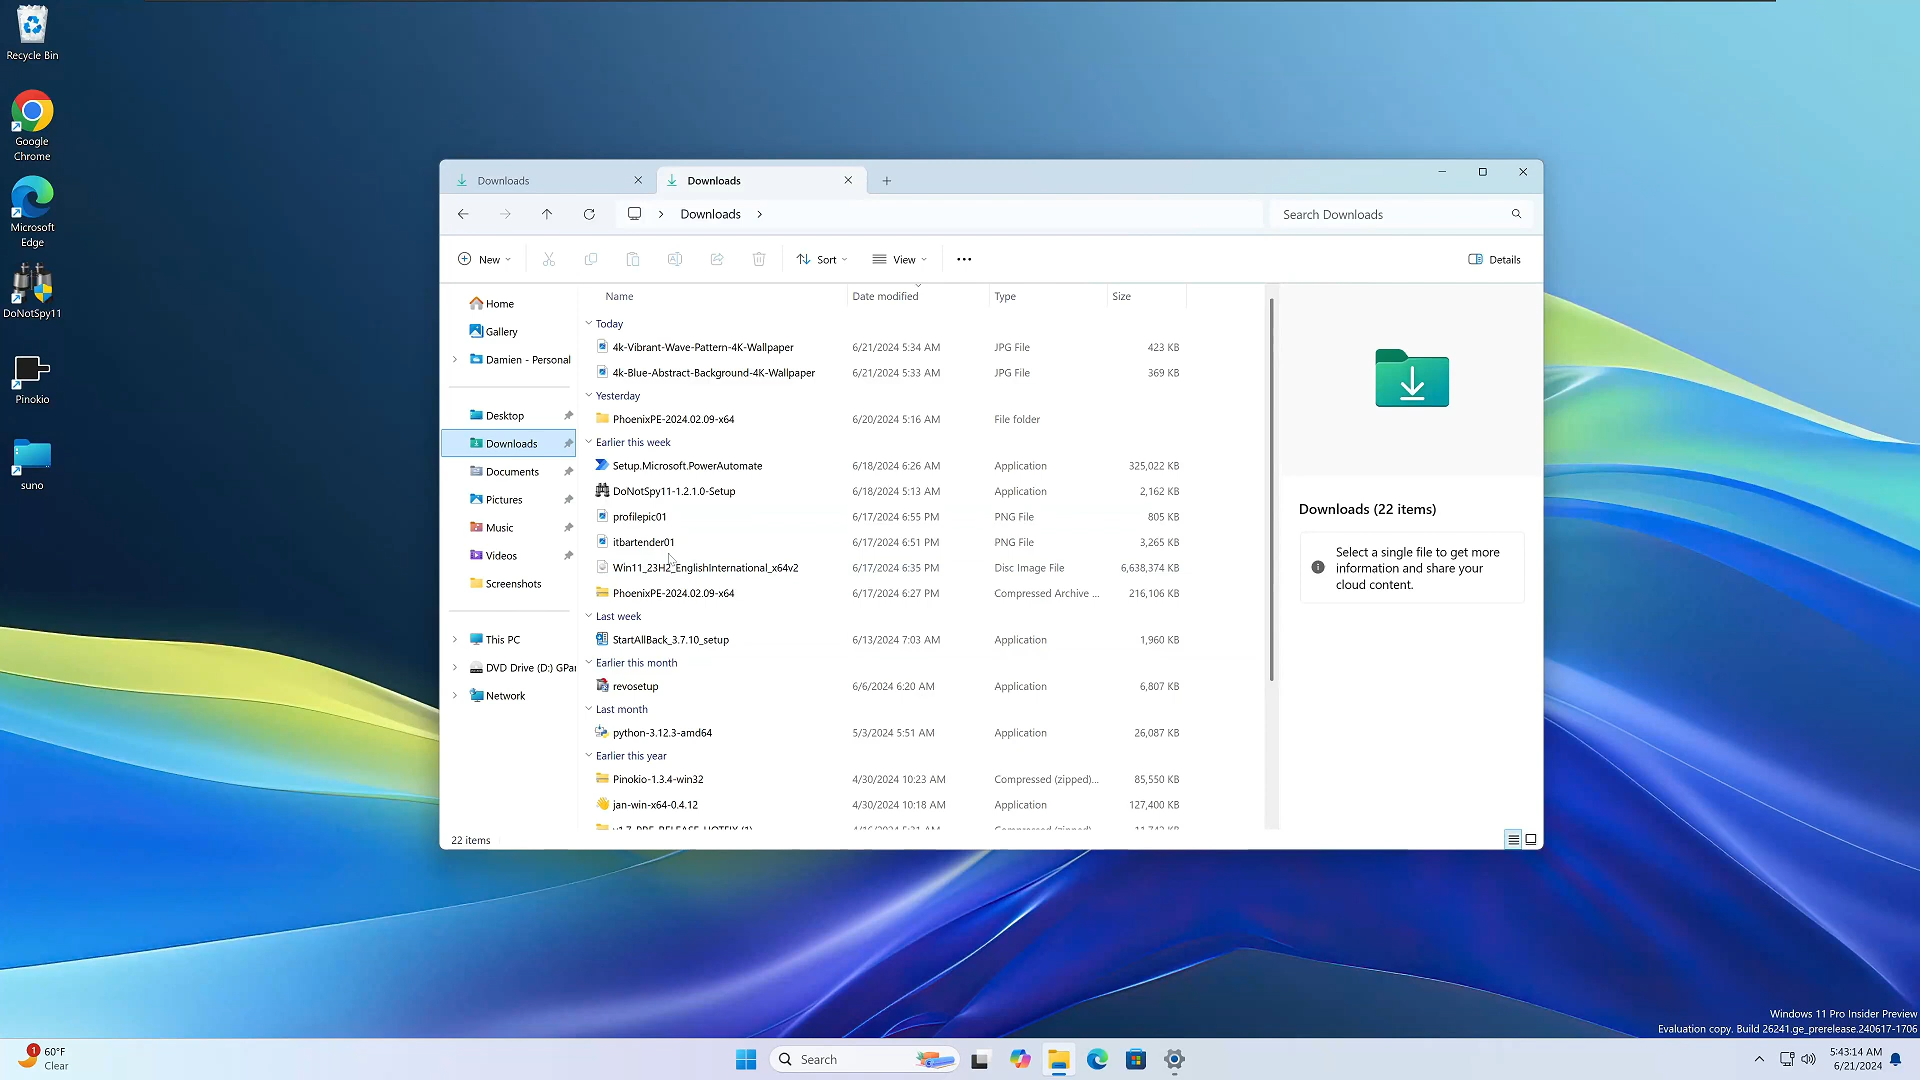 Recycle Bin
Google
Chrome
Microsoft
Edge
DoNotSpy11
Pinokio
suno
Downloads
Downloads
Downloads
Search Downloads
New
Sort
View
Details
Home
Gallery
Damien - Personal
Desktop
Downloads
Documents
Pictures
Music
Videos
Screenshots
This PC
DVD Drive (D:) GPar
Network
Name Date modified Type Size
Today
4k-Vibrant-Wave-Pattern-4K-Wallpaper 6/21/2024 5:34 AM JPG File 423 KB
4k-Blue-Abstract-Background-4K-Wallpaper 6/21/2024 5:33 AM JPG File 369 KB
Yesterday
PhoenixPE-2024.02.09-x64 6/20/2024 5:16 AM File folder
Earlier this week
Setup.Microsoft.PowerAutomate 6/18/2024 6:26 AM Application 325,022 KB
DoNotSpy11-1.2.1.0-Setup 6/18/2024 5:13 AM Application 2,162 KB
profilepic01 6/17/2024 6:55 PM PNG File 805 KB
itbartender01 6/17/2024 6:51 PM PNG File 3,265 KB
Win11_23H2_EnglishInternational_x64v2 6/17/2024 6:35 PM Disc Image File 6,638,374 KB
PhoenixPE-2024.02.09-x64 6/17/2024 6:27 PM Compressed Archive ... 216,106 KB
Last week
StartAllBack_3.7.10_setup 6/13/2024 7:03 AM Application 1,960 KB
Earlier this month
revosetup 6/6/2024 6:20 AM Application 6,807 KB
Last month
python-3.12.3-amd64 5/3/2024 5:51 AM Application 26,087 KB
Earlier this year
Pinokio-1.3.4-win32 4/30/2024 10:23 AM Compressed (zipped)... 85,550 KB
jan-win-x64-0.4.12 4/30/2024 10:18 AM Application 127,400 KB
Downloads (22 items)
Select a single file to get more
information and share your
cloud content.
22 items
Windows 11 Pro Insider Preview
Evaluation copy. Build 26241.ge_prerelease.240617-1706
1
60°F
Clear
Search
5:43:14 AM
6/21/2024